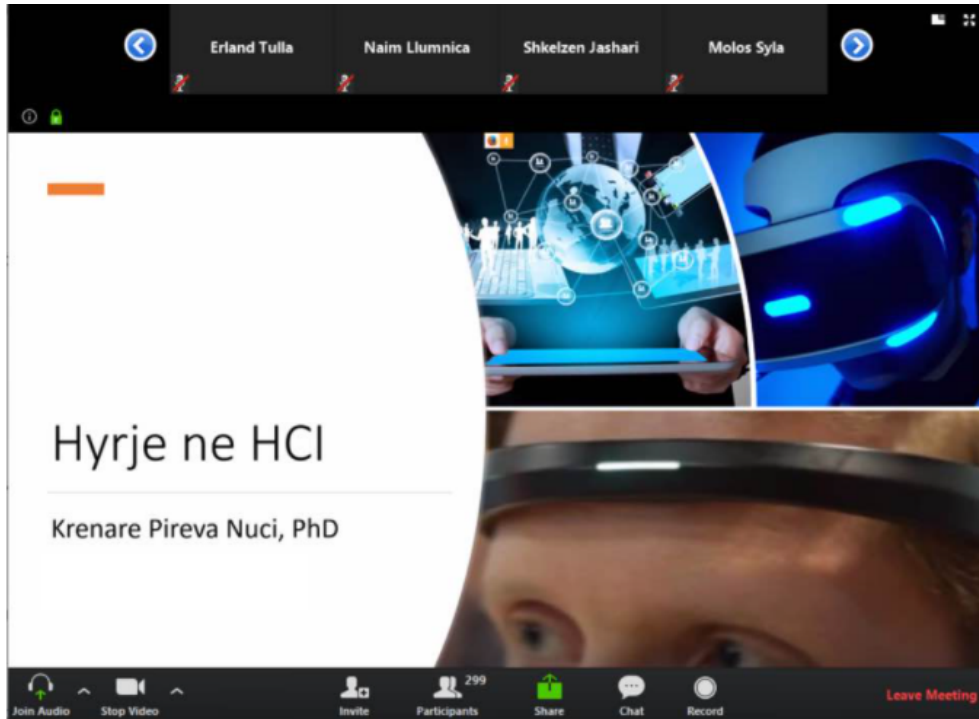 Erland Tulla
Naim Llumnica
Shkelzen Jashari
Molos Syla
Hyrje ne HCI
Krenare Pireva Nuci, PhD
Join Audio
Stop Video
Invite
299
Participants
Share
Chat
Record
Leave Meeting